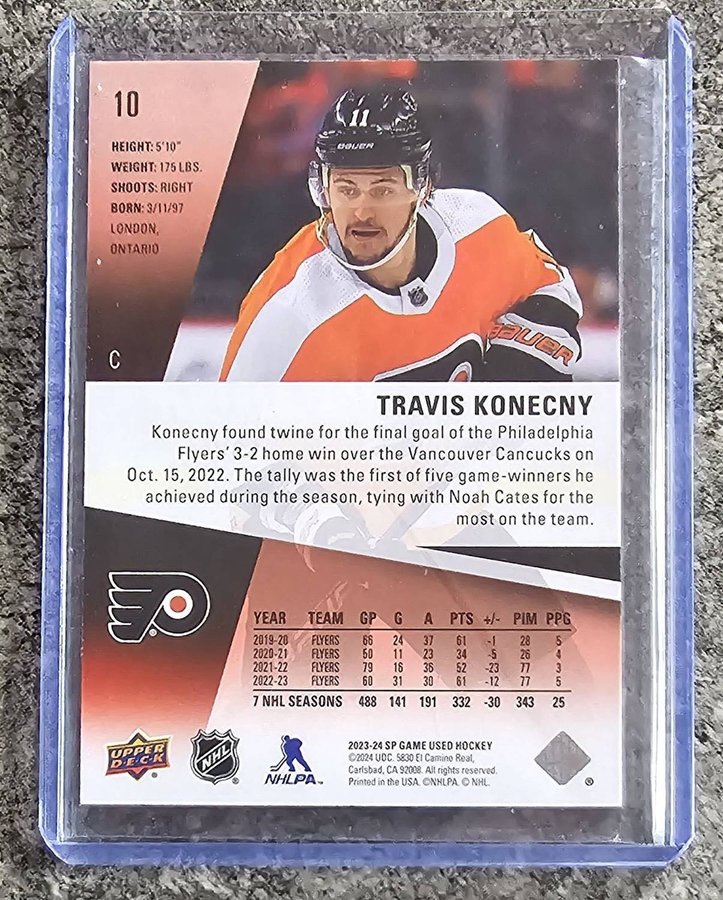 10
HEIGHT: 5'10"
WEIGHT: 175 LBS.
SHOOTS: RIGHT
BORN: 3/11/97
LONDON,
ONTARIO
C
11
BAUER
BAUER
TRAVIS KONECNY
Konecny found twine for the final goal of the Philadelphia
Flyers' 3-2 home win over the Vancouver Cancucks on
Oct. 15, 2022. The tally was the first of five game-winners he
achieved during the season, tying with Noah Cates for the
most on the team.
YEAR TEAM GP G A PTS +/- PIM PPG
2019-20 FLYERS 66 24 37 61 -1 28 5
2020-21 FLYERS 50 11 23 34 -5 26 4
2021-22 FLYERS 79 16 36 52 -23 77 3
2022-23 FLYERS 60 31 30 61 -12 77 5
7 NHL SEASONS 488 141 191 332 -30 343 25
UPPER DECK
NHL
NHLPA
2023-24 SP GAME USED HOCKEY
©2024 UDC. 5830 El Camino Real,
Carlsbad, CA 92008. All rights reserved.
Printed in the USA. ©NHLPA. © NHL.
®